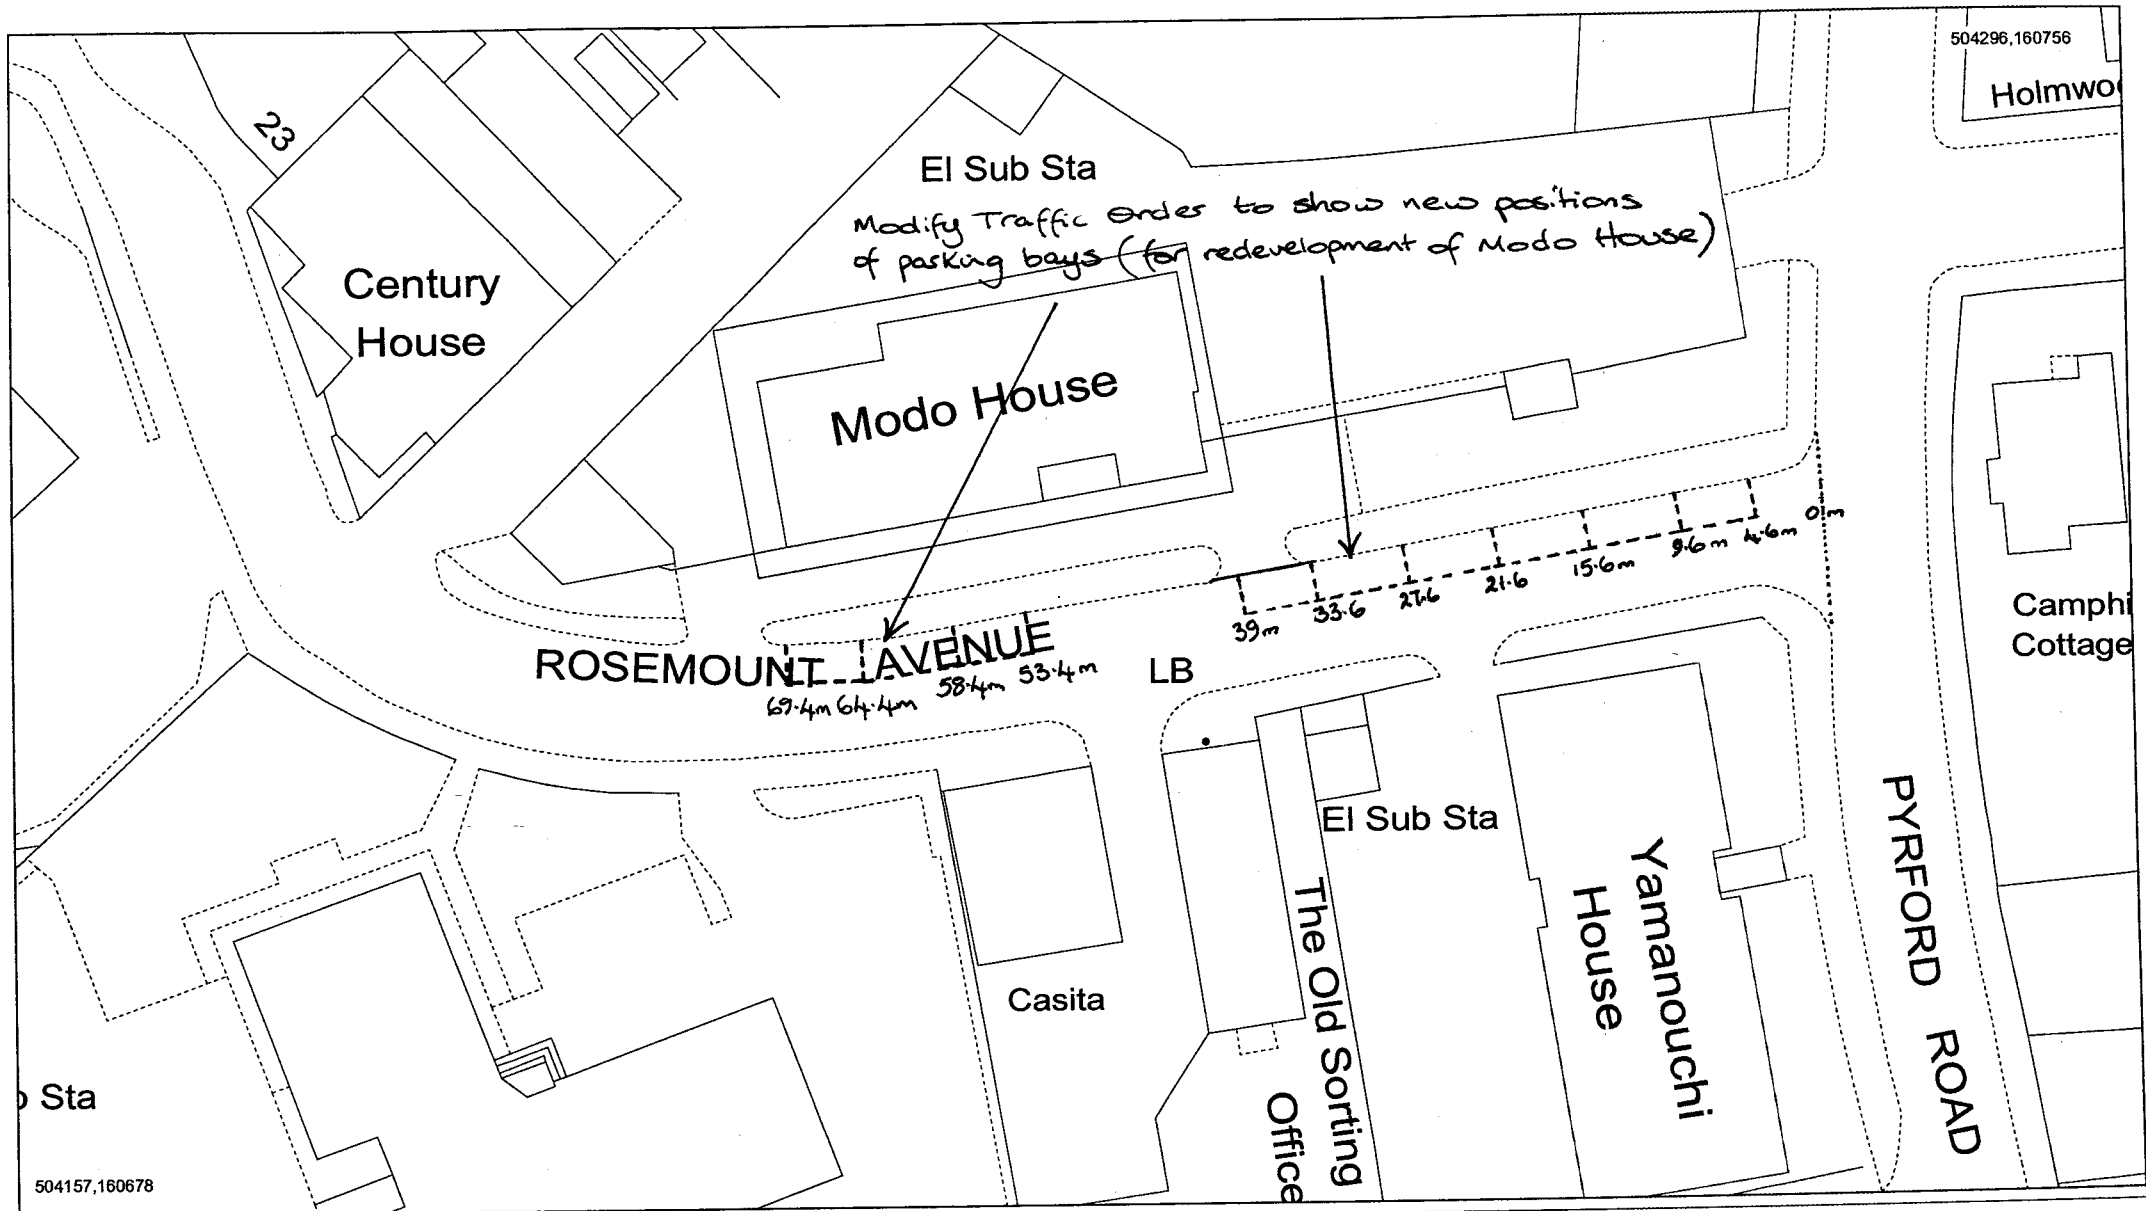 504296,160756
Holmwo
23
El Sub Sta
Modify Traffic Order to show new positions
of parking bays (for redevelopment of Modo House)
Century
House
Modo House
0m
4.6m
9.6m
15.6m
21.6
27.6
33.6
39m
Camphi
Cottage
ROSEMOUNT AVENUE
53.4m
58.4m
64.4m
69.4m
LB
El Sub Sta
PYRFORD ROAD
Yamanouchi
House
The Old Sorting
Office
Casita
Sta
504157,160678